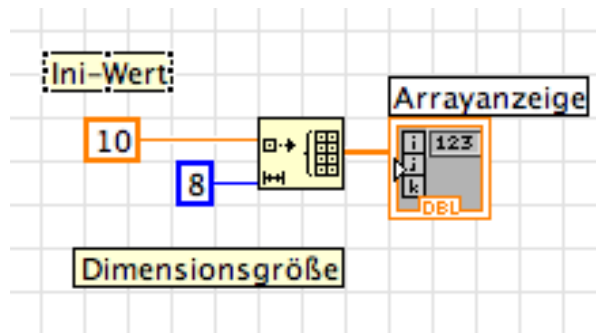 Ini-Wert
Arrayanzeige
10
i
123
j
8
k
DBL
Dimensionsgröße